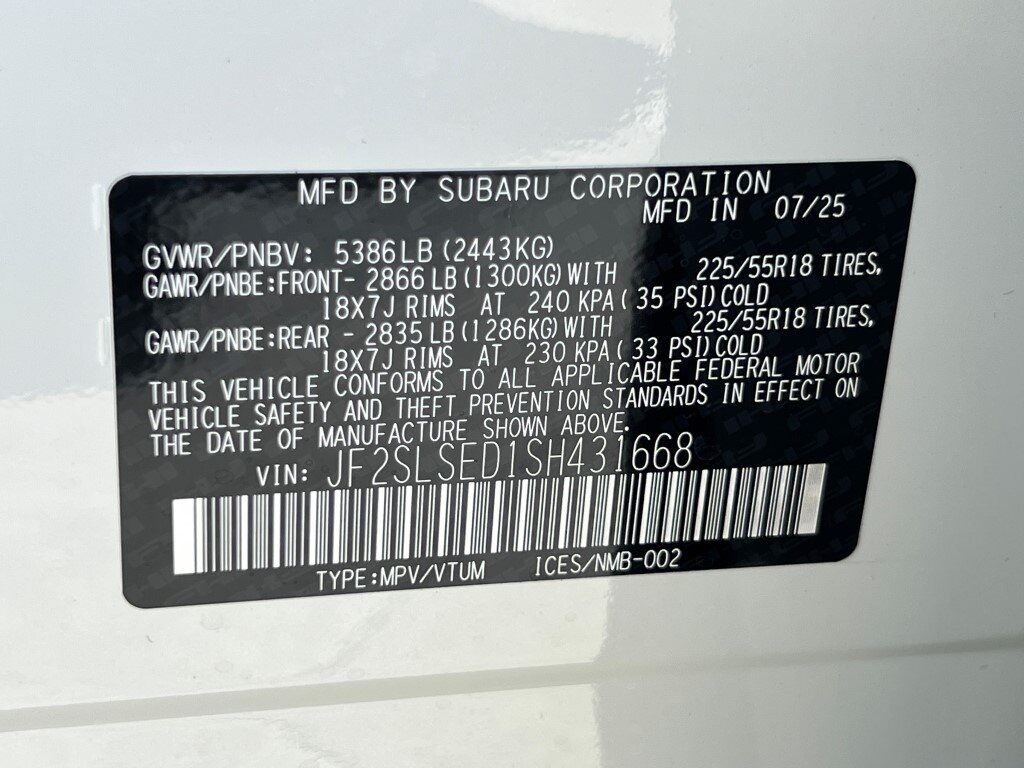 MFD BY SUBARU CORPORATION
MFD IN 07/25
GVWR/PNBV: 5386LB (2443KG)
GAWR/PNBE:FRONT- 2866 LB (1300KG) WITH 225/55R18 TIRES,
18X7J RIMS AT 240 KPA ( 35 PSI) COLD
GAWR/PNBE:REAR - 2835 LB (1286KG) WITH 225/55R18 TIRES,
18X7J RIMS AT 230 KPA ( 33 PSI) COLD
THIS VEHICLE CONFORMS TO ALL APPLICABLE FEDERAL MOTOR
VEHICLE SAFETY AND THEFT PREVENTION STANDARDS IN EFFECT ON
THE DATE OF MANUFACTURE SHOWN ABOVE.
VIN: JF2SLSED1SH431668
TYPE:MPV/VTUM ICES/NMB-002